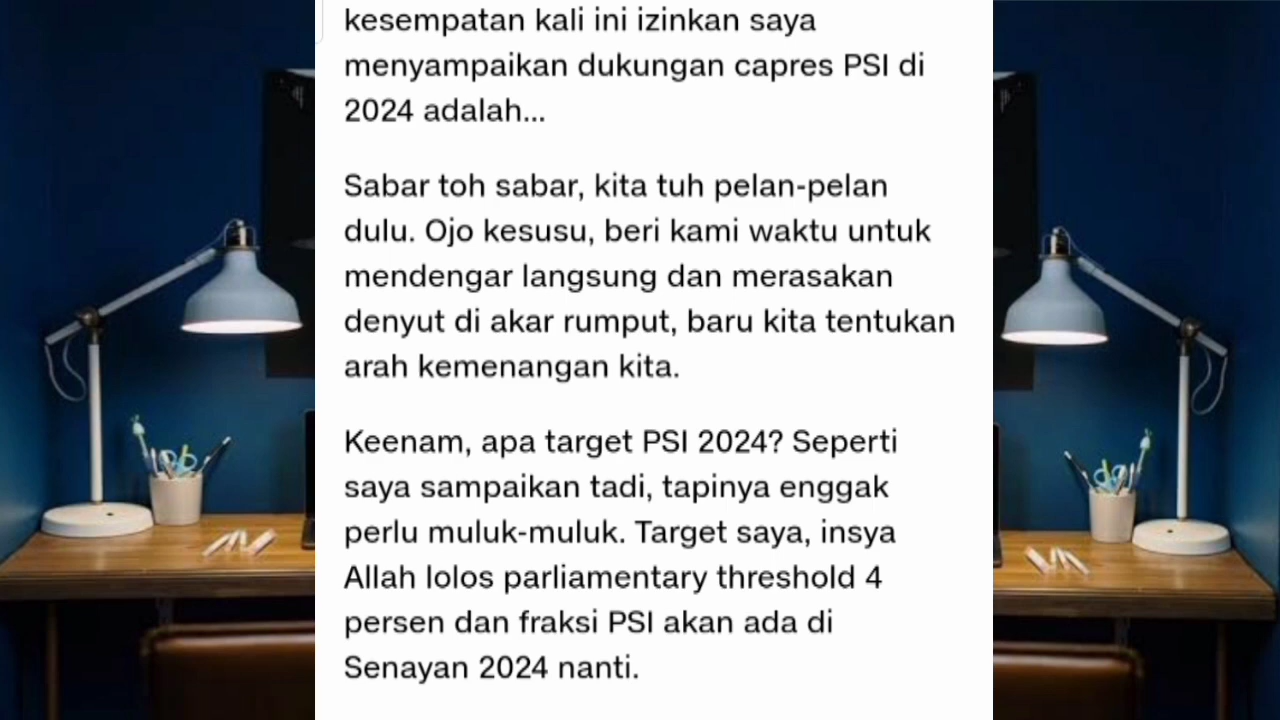 kesempatan kali ini izinkan saya
menyampaikan dukungan capres PSI di
2024 adalah...
Sabar toh sabar, kita tuh pelan-pelan
dulu. Ojo kesusu, beri kami waktu untuk
mendengar langsung dan merasakan
denyut di akar rumput, baru kita tentukan
arah kemenangan kita.
Keenam, apa target PSI 2024? Seperti
saya sampaikan tadi, tapinya enggak
perlu muluk-muluk. Target saya, insya
Allah lolos parliamentary threshold 4
persen dan fraksi PSI akan ada di
Senayan 2024 nanti.